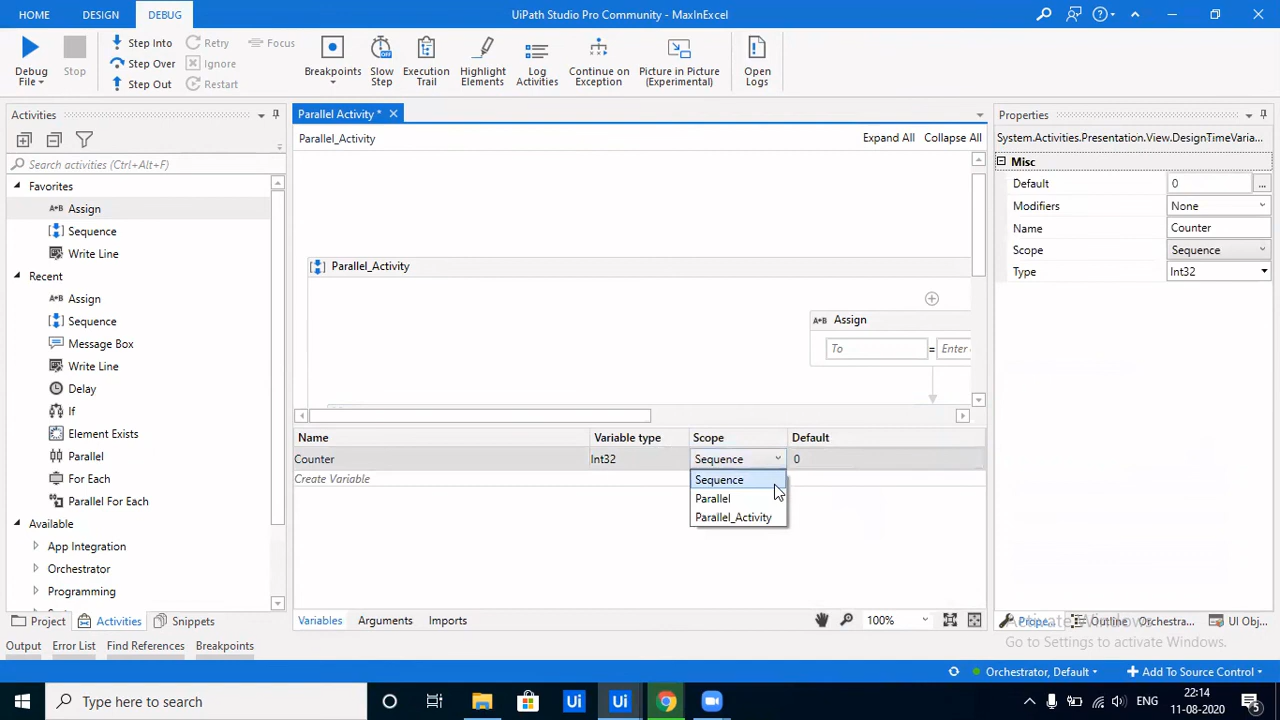 HOME
DESIGN
DEBUG
UiPath Studio Pro Community - MaxInExcel
Debug File
Stop
Step Into
Step Over
Step Out
Retry
Ignore
Restart
Focus
Breakpoints
Slow Step
Execution Trail
Highlight Elements
Log Activities
Continue on Exception
Picture in Picture (Experimental)
Open Logs
Activities
Search activities (Ctrl+Alt+F)
Favorites
A+B Assign
Sequence
Write Line
Recent
A+B Assign
Sequence
Message Box
Write Line
Delay
If
Element Exists
Parallel
For Each
Parallel For Each
Available
App Integration
Orchestrator
Programming
Project
Activities
Snippets
Parallel Activity *
Parallel_Activity
Expand All
Collapse All
Parallel_Activity
A+B Assign
To
=
Name
Variable type
Scope
Default
Counter
Int32
Sequence
0
Create Variable
Sequence
Parallel
Parallel_Activity
Variables
Arguments
Imports
100%
Properties
System.Activities.Presentation.View.DesignTimeVaria...
Misc
Default 0 ...
Modifiers None
Name Counter
Scope Sequence
Type Int32
Prope...
Outline
Orchestra...
UI Obj...
Activate Windows
Go to Settings to activate Windows.
Output
Error List
Find References
Breakpoints
Orchestrator, Default
Add To Source Control
Type here to search
Ui
Ui
ENG
22:14
11-08-2020
5